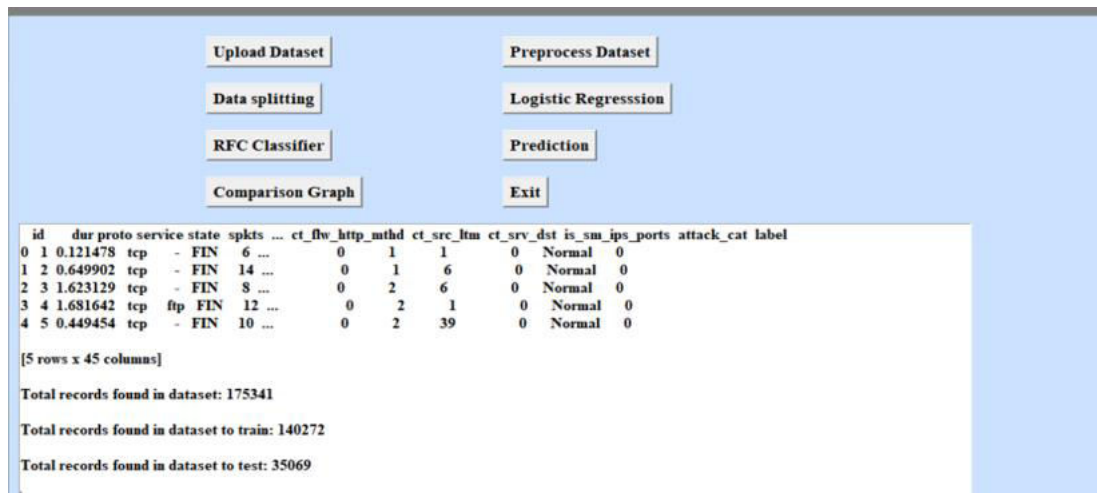 Upload Dataset Preprocess Dataset
Data splitting Logistic Regresssion
RFC Classifier Prediction
Comparison Graph Exit
id dur proto service state spkts ... ct_flw_http_mthd ct_src_ltm ct_srv_dst is_sm_ips_ports attack_cat label
0 1 0.121478 tcp - FIN 6 ... 0 1 1 0 Normal 0
1 2 0.649902 tcp - FIN 14 ... 0 1 6 0 Normal 0
2 3 1.623129 tcp - FIN 8 ... 0 2 6 0 Normal 0
3 4 1.681642 tcp ftp FIN 12 ... 0 2 1 0 Normal 0
4 5 0.449454 tcp - FIN 10 ... 0 2 39 0 Normal 0
[5 rows x 45 columns]
Total records found in dataset: 175341
Total records found in dataset to train: 140272
Total records found in dataset to test: 35069